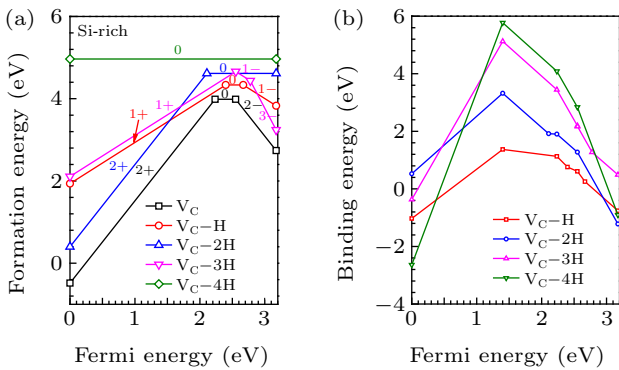 (a)
Si-rich
Formation energy (eV)
6
4
2
0
0
0
0
0
1+
1+
2+
2+
1−
1−
2−
3−
V_C
V_C−H
V_C−2H
V_C−3H
V_C−4H
0
1
2
3
Fermi energy (eV)
(b)
Binding energy (eV)
6
4
2
0
−2
−4
V_C−H
V_C−2H
V_C−3H
V_C−4H
0
1
2
3
Fermi energy (eV)